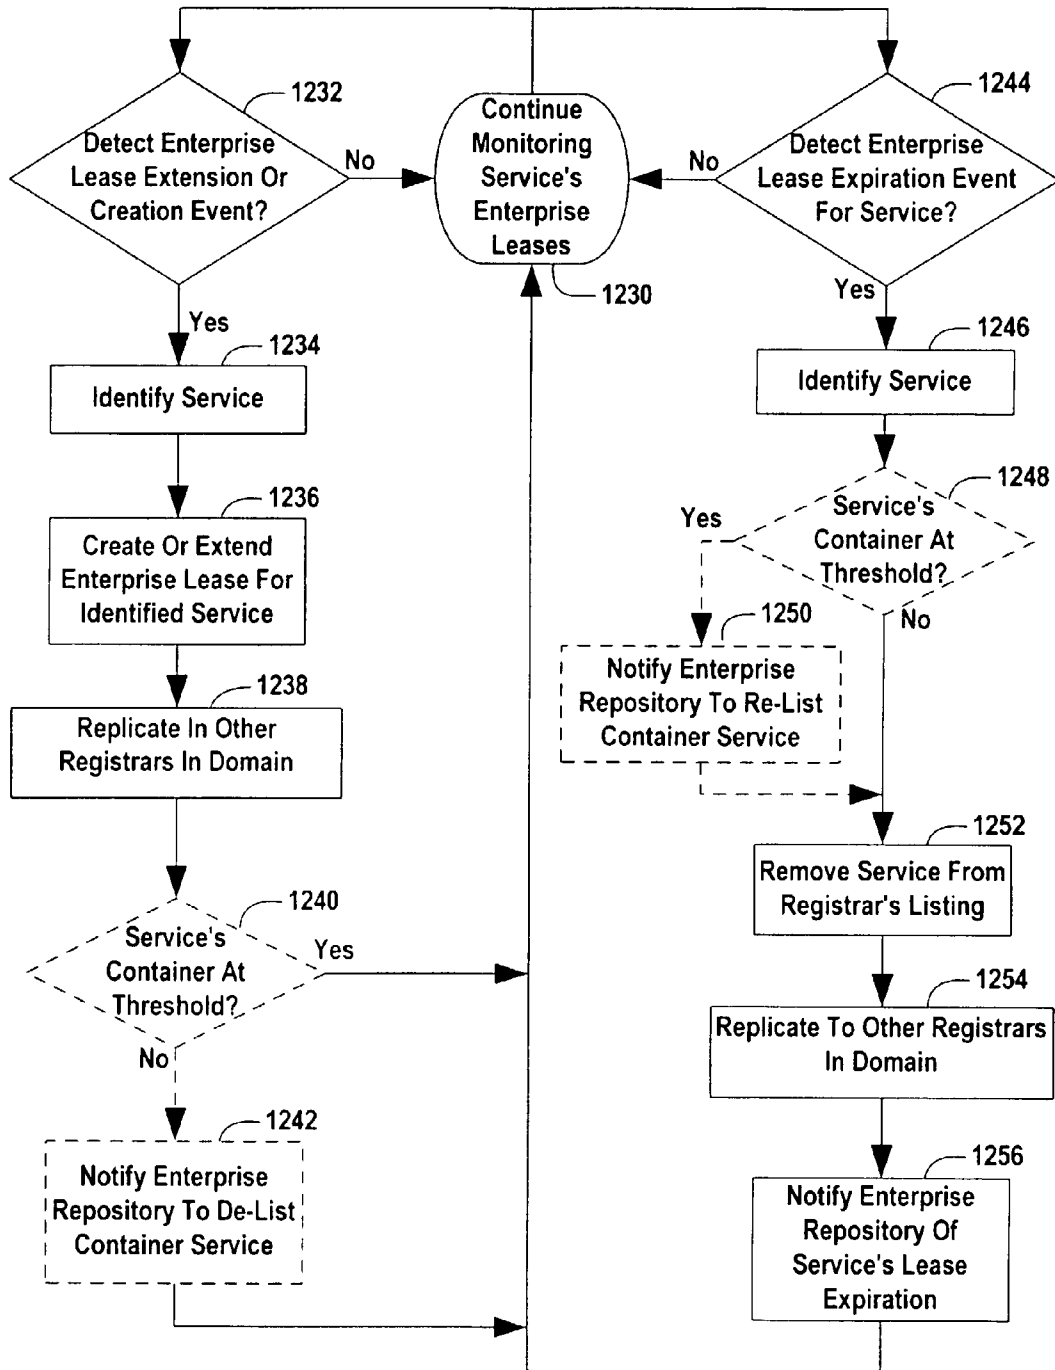 1232
Detect Enterprise
Lease Extension Or
Creation Event?
No
Yes
Continue
Monitoring
Service's
Enterprise
Leases
1230
1244
Detect Enterprise
Lease Expiration Event
For Service?
No
Yes
1234
Identify Service
1236
Create Or Extend
Enterprise Lease For
Identified Service
1238
Replicate In Other
Registrars In Domain
1240
Service's
Container At
Threshold?
Yes
No
1242
Notify Enterprise
Repository To De-List
Container Service
1246
Identify Service
1248
Service's
Container At
Threshold?
Yes
No
1250
Notify Enterprise
Repository To Re-List
Container Service
1252
Remove Service From
Registrar's Listing
1254
Replicate To Other Registrars
In Domain
1256
Notify Enterprise
Repository Of
Service's Lease
Expiration